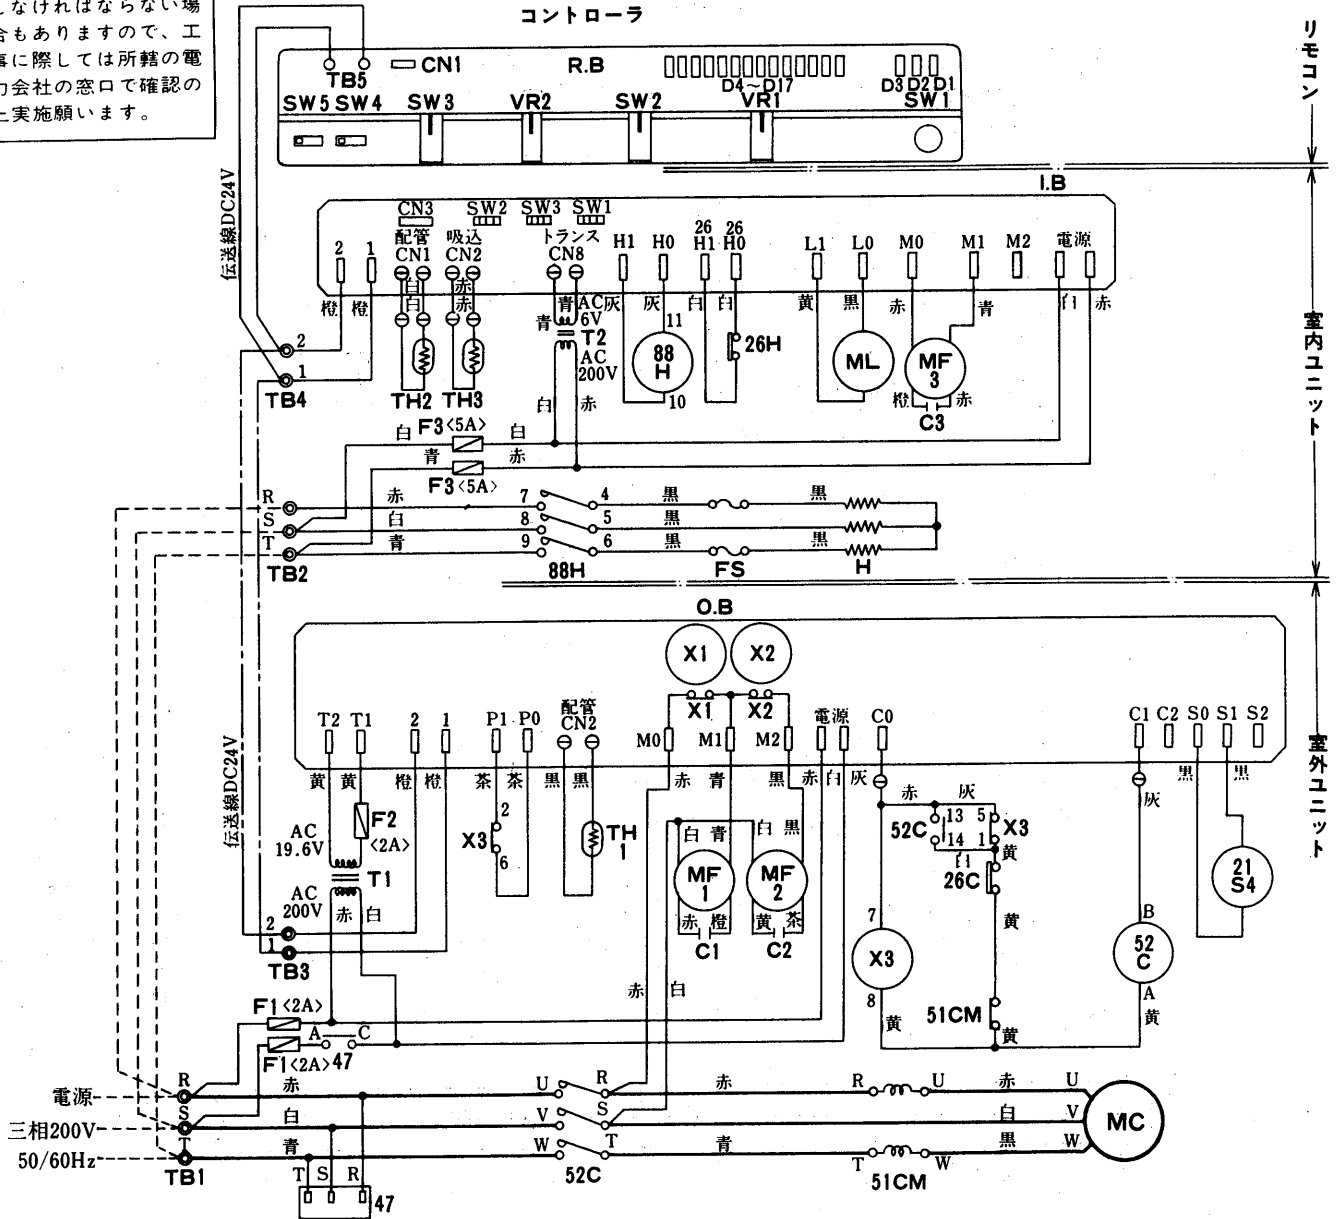 しなければならない場
合もありますので、工
事に際しては所轄の電
力会社の窓口で確認の
上実施願います。
コントローラ
リモコン
TB5 CN1 R.B D4～D17 D3 D2 D1
SW5 SW4 SW3 VR2 SW2 VR1 SW1
伝送線DC24V
I.B
室内ユニット
CN3 SW2 SW3 SW1
配管 吸込 トランス
CN1 CN2 CN8
2 1 H1 H0 26 H1 26 H0 L1 L0 M0 M1 M2 電源
橙 橙 白 白 赤 赤 青 青 灰 灰 白 白 黄 黒 赤 青 白 赤
AC 6V
T2
AC 200V
11
88 H
10
26H
ML
MF 3
橙 赤
C3
2
1
TB4
TH2 TH3
白 赤
白 F3<5A> 白
青 赤
F3<5A>
R 赤 7 4 黒 黒
S 白 8 5 黒
T 青 9 6 黒 黒
TB2 88H FS H
O.B
室外ユニット
X1 X2
X1 X2
T2 T1 2 1 P1 P0 配管 CN2 M0 M1 M2 電源 C0 C1 C2 S0 S1 S2
伝送線DC24V
黄 黄 橙 橙 茶 茶 黒 黒 赤 青 黒 赤 白 灰 灰 黒 黒
AC 19.6V
F2 <2A>
T1
AC 200V
赤 白
X3 2 6
TH 1
白 青 白 黒
MF 1 MF 2
赤 橙 黄 茶
C1 C2
赤 灰
52C 13 14 5 1 X3
白 黄
26C
黄
7
X3
8
黄
51CM
黄
B
52 C
A
黄
21 S4
2
1
TB3
赤 白
F1<2A>
A C
F1<2A> 47
電源 R 赤 U R 赤 R U 赤 U
三相200V S 白 V S 白 V MC
50/60Hz T 青 W T 青 T W 黒 W
TB1 T S R 47 52C 51CM